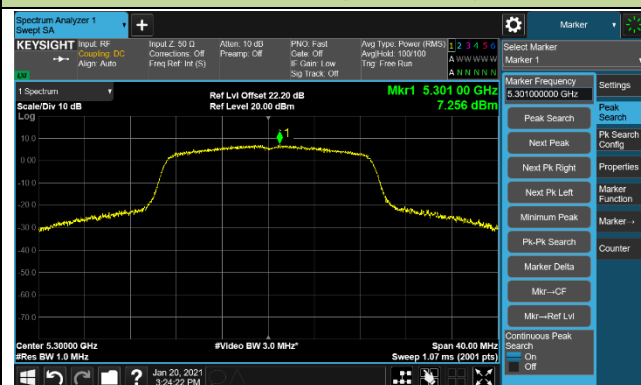 Spectrum Analyzer 1
Swept SA
+
Marker
KEYSIGHT
Input: RF
Coupling: DC
Align: Auto
Input Z: 50 Ω
Corrections: Off
Freq Ref: Int (S)
Atten: 10 dB
Preamp: Off
PNO: Fast
Gate: Off
IF Gain: Low
Sig Track: Off
Avg Type: Power (RMS)
Avg|Hold: 100/100
Trig: Free Run
1 2 3 4 5 6
A W W W W W
A N N N N N
LXI
Select Marker
Marker 1
1 Spectrum
Scale/Div 10 dB
Ref Lvl Offset 22.20 dB
Ref Level 20.00 dBm
Mkr1 5.301 00 GHz
7.256 dBm
Log
10.0
0.00
-10.0
-20.0
-30.0
-40.0
-50.0
-60.0
-70.0
1
Marker Frequency
5.301000000 GHz
Peak Search
Next Peak
Next Pk Right
Next Pk Left
Minimum Peak
Pk-Pk Search
Marker Delta
Mkr→CF
Mkr→Ref Lvl
Continuous Peak
Search
On
Off
Settings
Peak
Search
Pk Search
Config
Properties
Marker
Function
Marker→
Counter
Center 5.30000 GHz
#Res BW 1.0 MHz
#Video BW 3.0 MHz*
Span 40.00 MHz
Sweep 1.07 ms (2001 pts)
?
Jan 20, 2021
3:24:22 PM